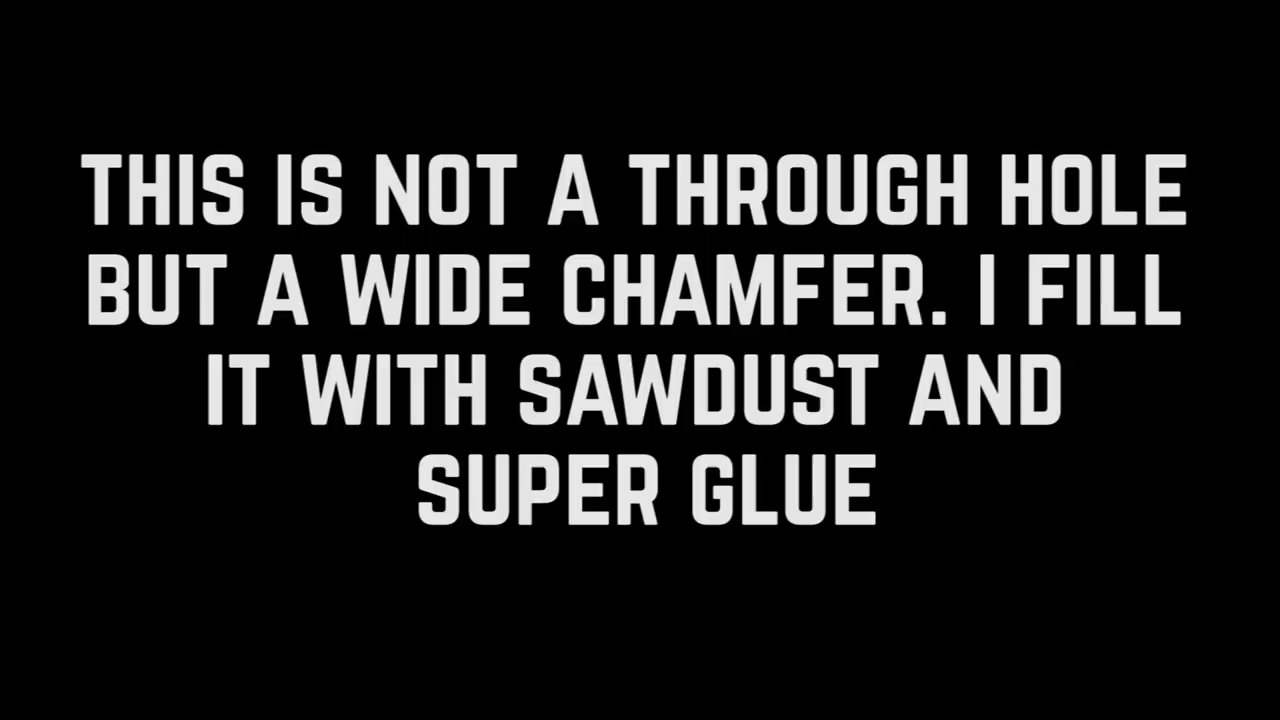 THIS IS NOT A THROUGH HOLE
BUT A WIDE CHAMFER. I FILL
IT WITH SAWDUST AND
SUPER GLUE